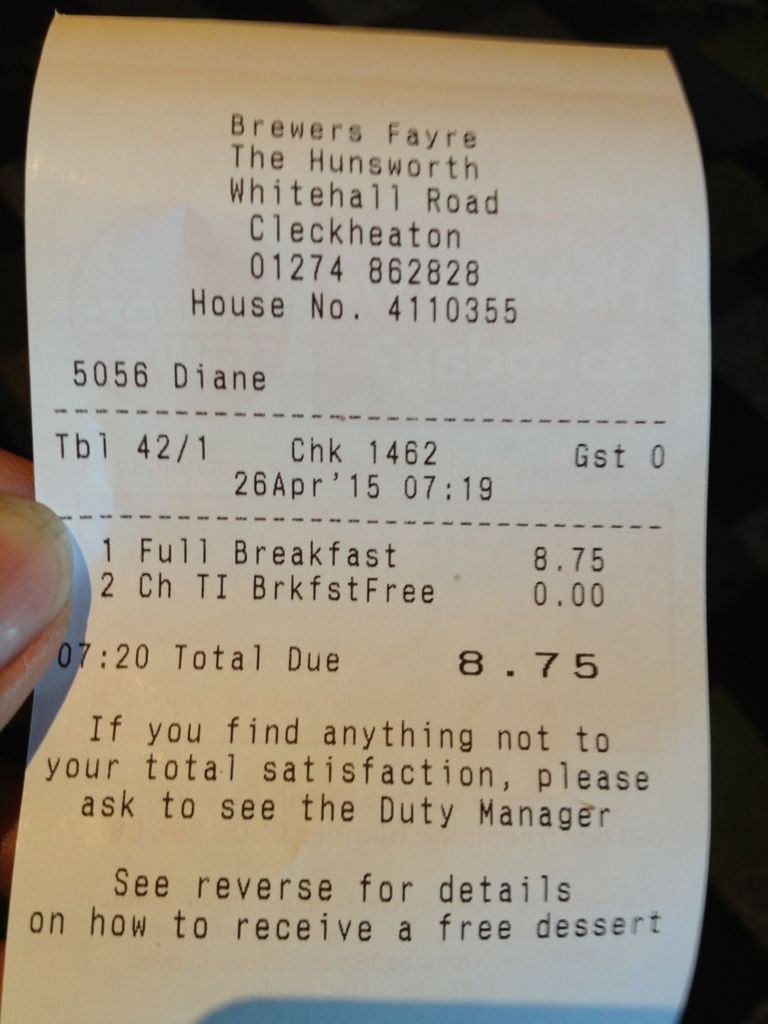 Brewers Fayre
The Hunsworth
Whitehall Road
Cleckheaton
01274 862828
House No. 4110355
5056 Diane
Tbl 42/1 Chk 1462 Gst 0
26Apr'15 07:19
1 Full Breakfast 8.75
2 Ch TI BrkfstFree 0.00
07:20 Total Due 8.75
If you find anything not to
your total satisfaction, please
ask to see the Duty Manager
See reverse for details
on how to receive a free dessert